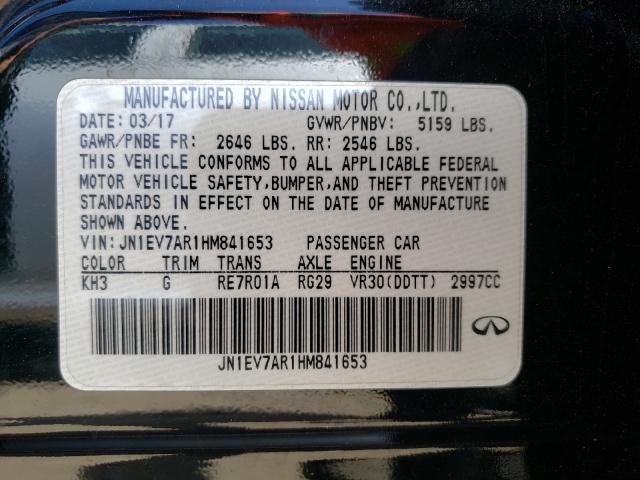 MANUFACTURED BY NISSAN MOTOR CO.,LTD.
DATE: 03/17 GVWR/PNBV: 5159 LBS.
GAWR/PNBE FR: 2646 LBS. RR: 2546 LBS.
THIS VEHICLE CONFORMS TO ALL APPLICABLE FEDERAL
MOTOR VEHICLE SAFETY,BUMPER,AND THEFT PREVENTION
STANDARDS IN EFFECT ON THE DATE OF MANUFACTURE
SHOWN ABOVE.
VIN:JN1EV7AR1HM841653 PASSENGER CAR
COLOR TRIM TRANS AXLE ENGINE
KH3 G RE7R01A RG29 VR30(DDTT) 2997CC
JN1EV7AR1HM841653